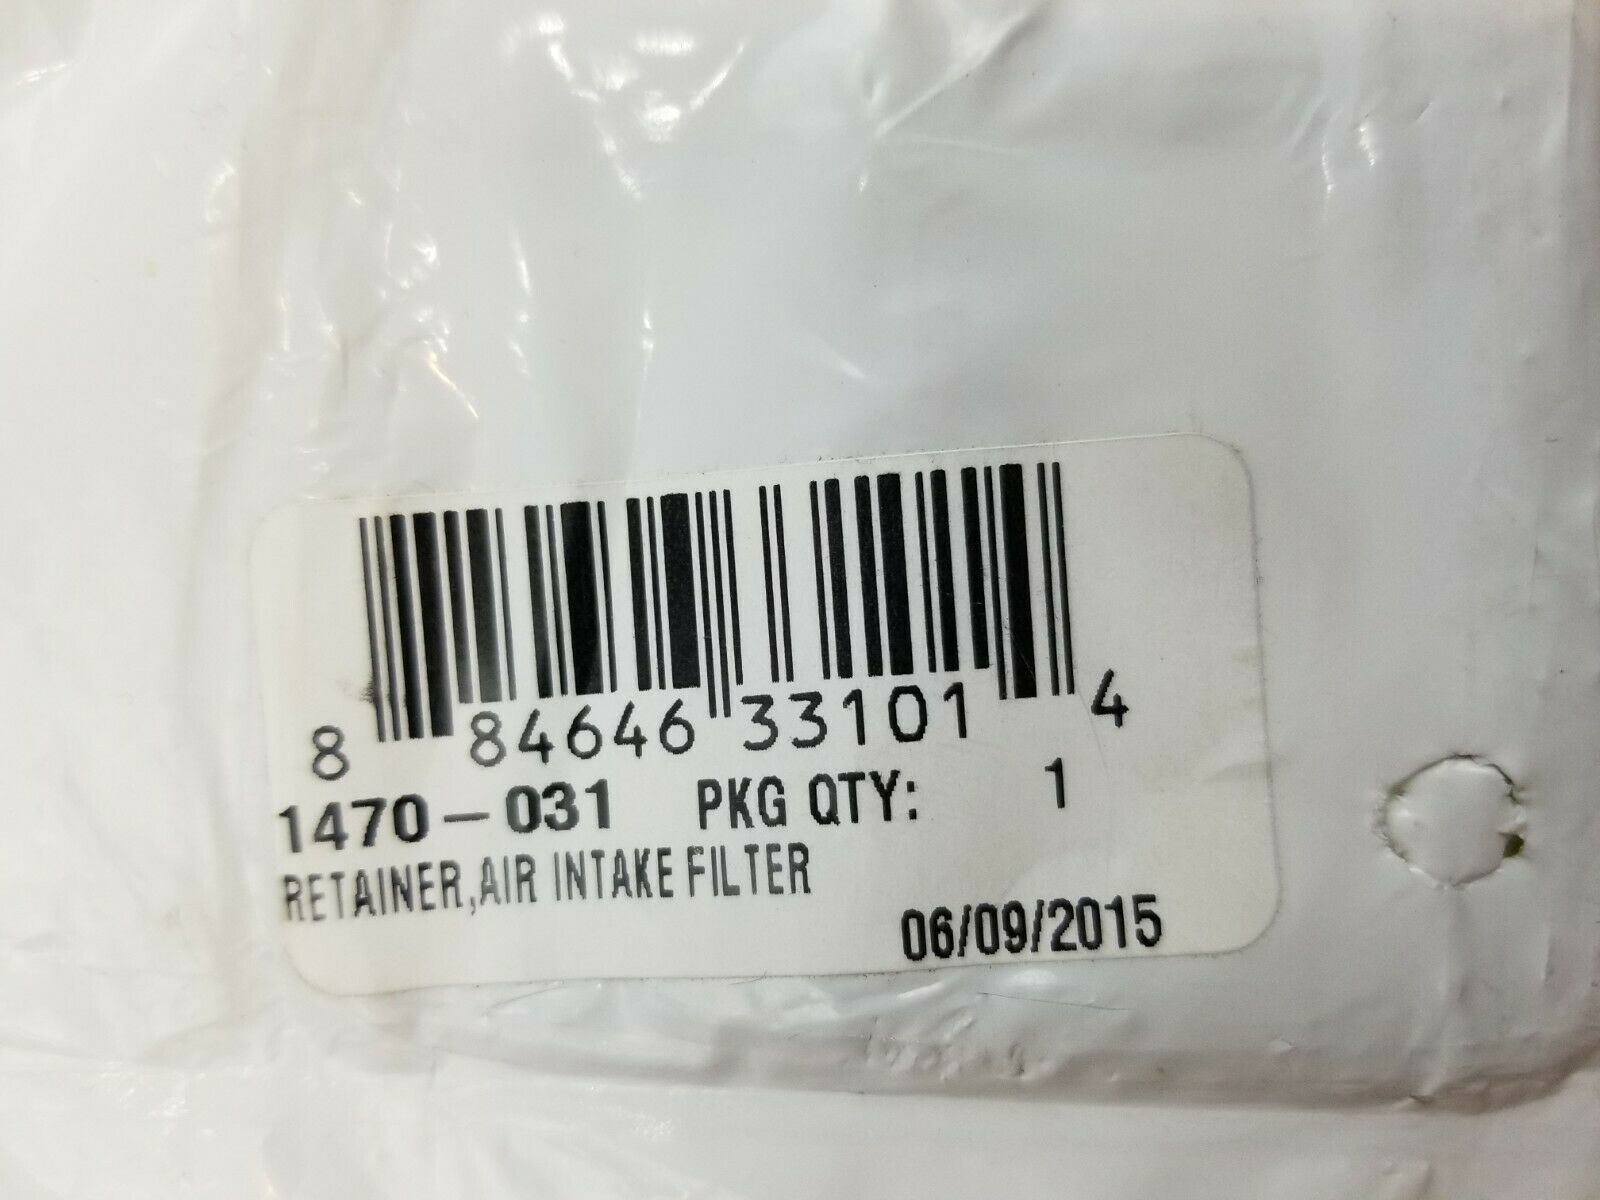 8 84646 33101 4
1470-031 PKG QTY: 1
RETAINER,AIR INTAKE FILTER
06/09/2015